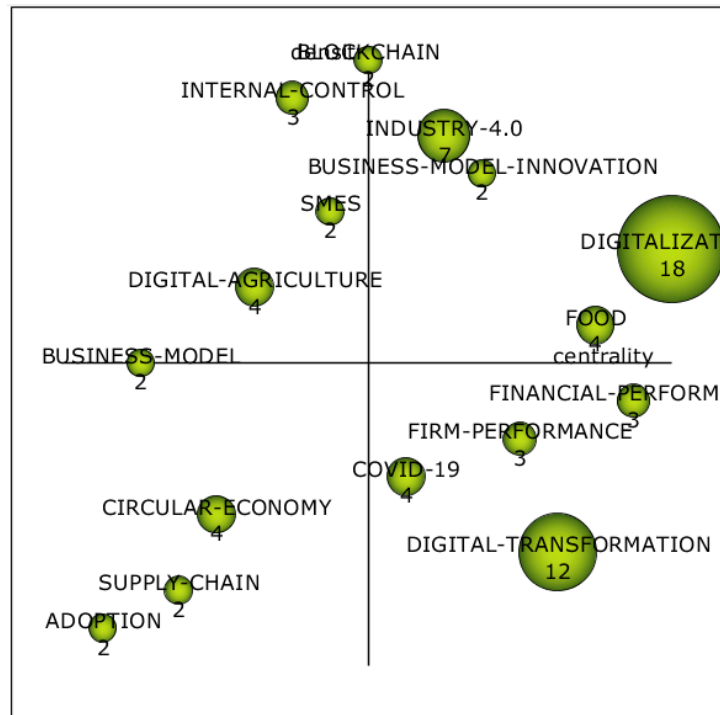 BLOCKCHAIN
2
INTERNAL-CONTROL
3
INDUSTRY-4.0
7
BUSINESS-MODEL-INNOVATION
2
SMES
2
DIGITALIZAT
18
DIGITAL-AGRICULTURE
4
FOOD
4
centrality
BUSINESS-MODEL
2
FINANCIAL-PERFORM
3
FIRM-PERFORMANCE
3
COVID-19
4
CIRCULAR-ECONOMY
4
DIGITAL-TRANSFORMATION
12
SUPPLY-CHAIN
2
ADOPTION
2